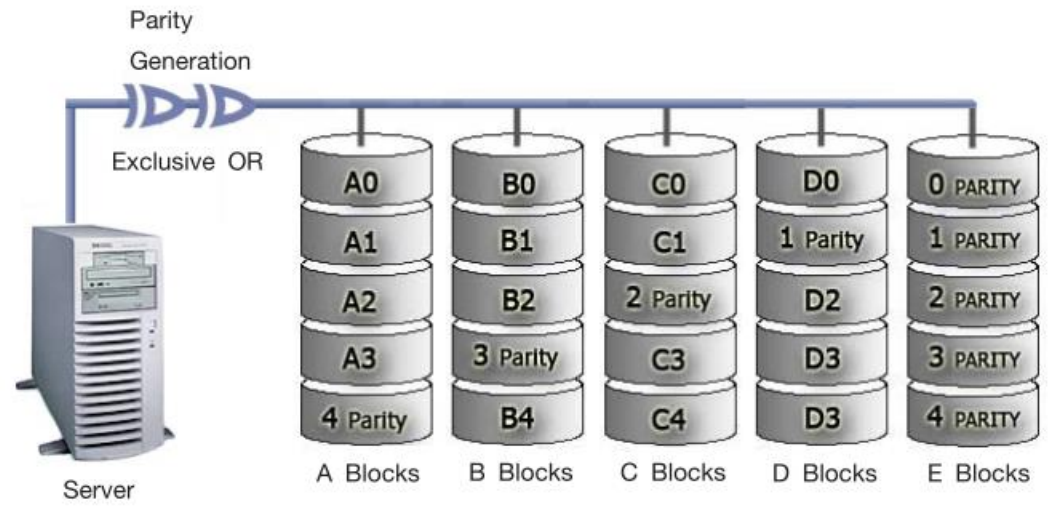 Parity
Generation
Exclusive OR
A0 B0 C0 D0 0 PARITY
A1 B1 C1 1 Parity 1 PARITY
A2 B2 2 Parity D2 2 PARITY
A3 3 Parity C3 D3 3 PARITY
4 Parity B4 C4 D3 4 PARITY
A Blocks B Blocks C Blocks D Blocks E Blocks
Server